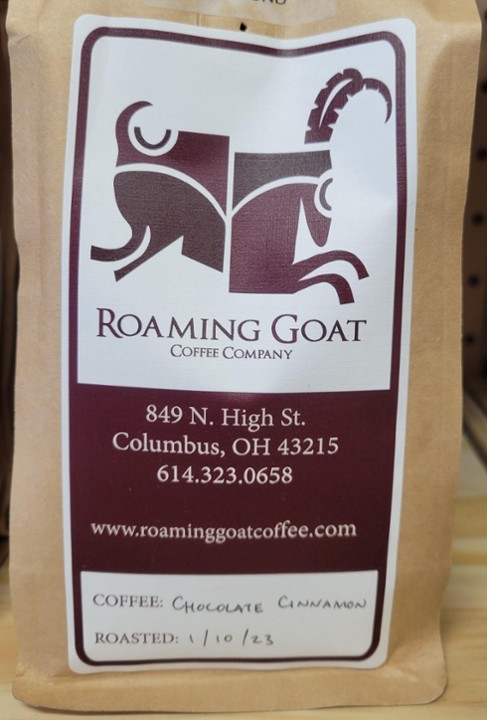 ROAMING GOAT
COFFEE COMPANY
849 N. High St.
Columbus, OH 43215
614.323.0658
www.roaminggoatcoffee.com
COFFEE: CHOCOLATE CINNAMON
ROASTED: 1/10/23